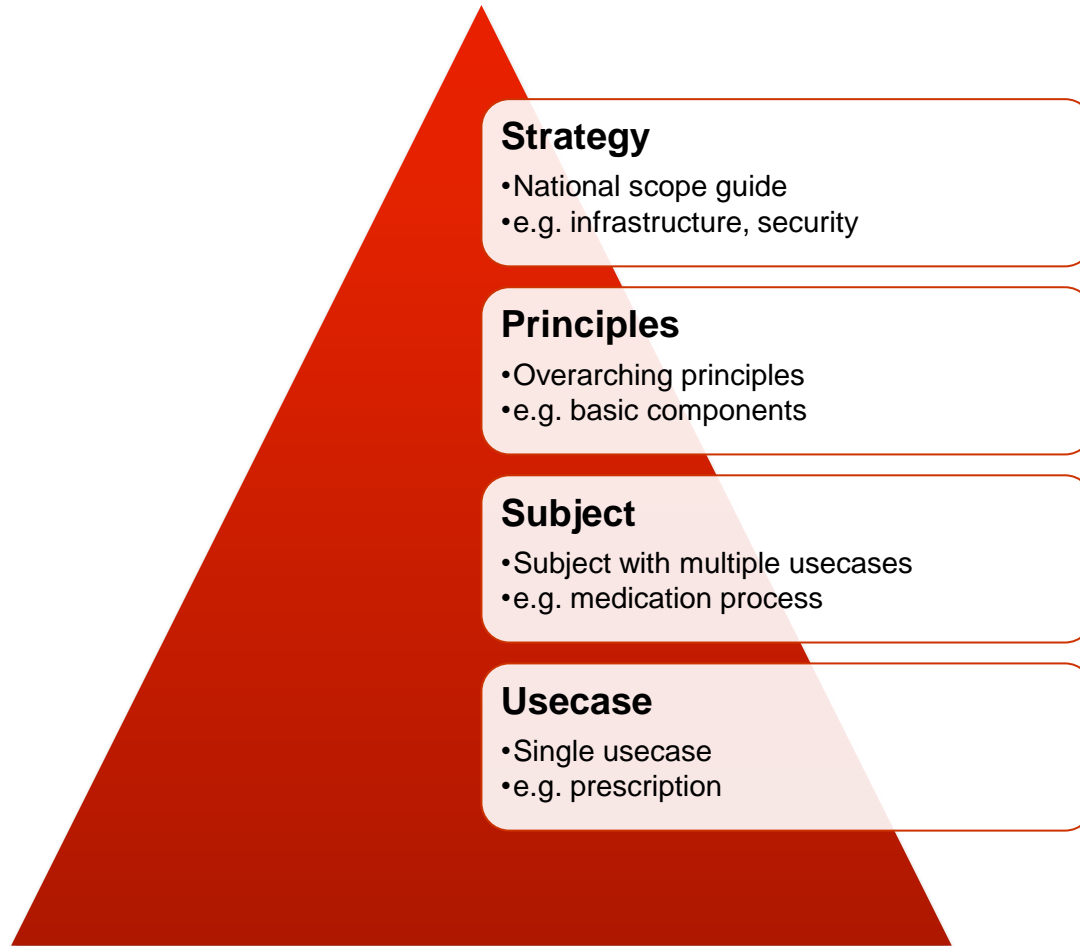 Strategy
•National scope guide
•e.g. infrastructure, security
Principles
•Overarching principles
•e.g. basic components
Subject
•Subject with multiple usecases
•e.g. medication process
Usecase
•Single usecase
•e.g. prescription